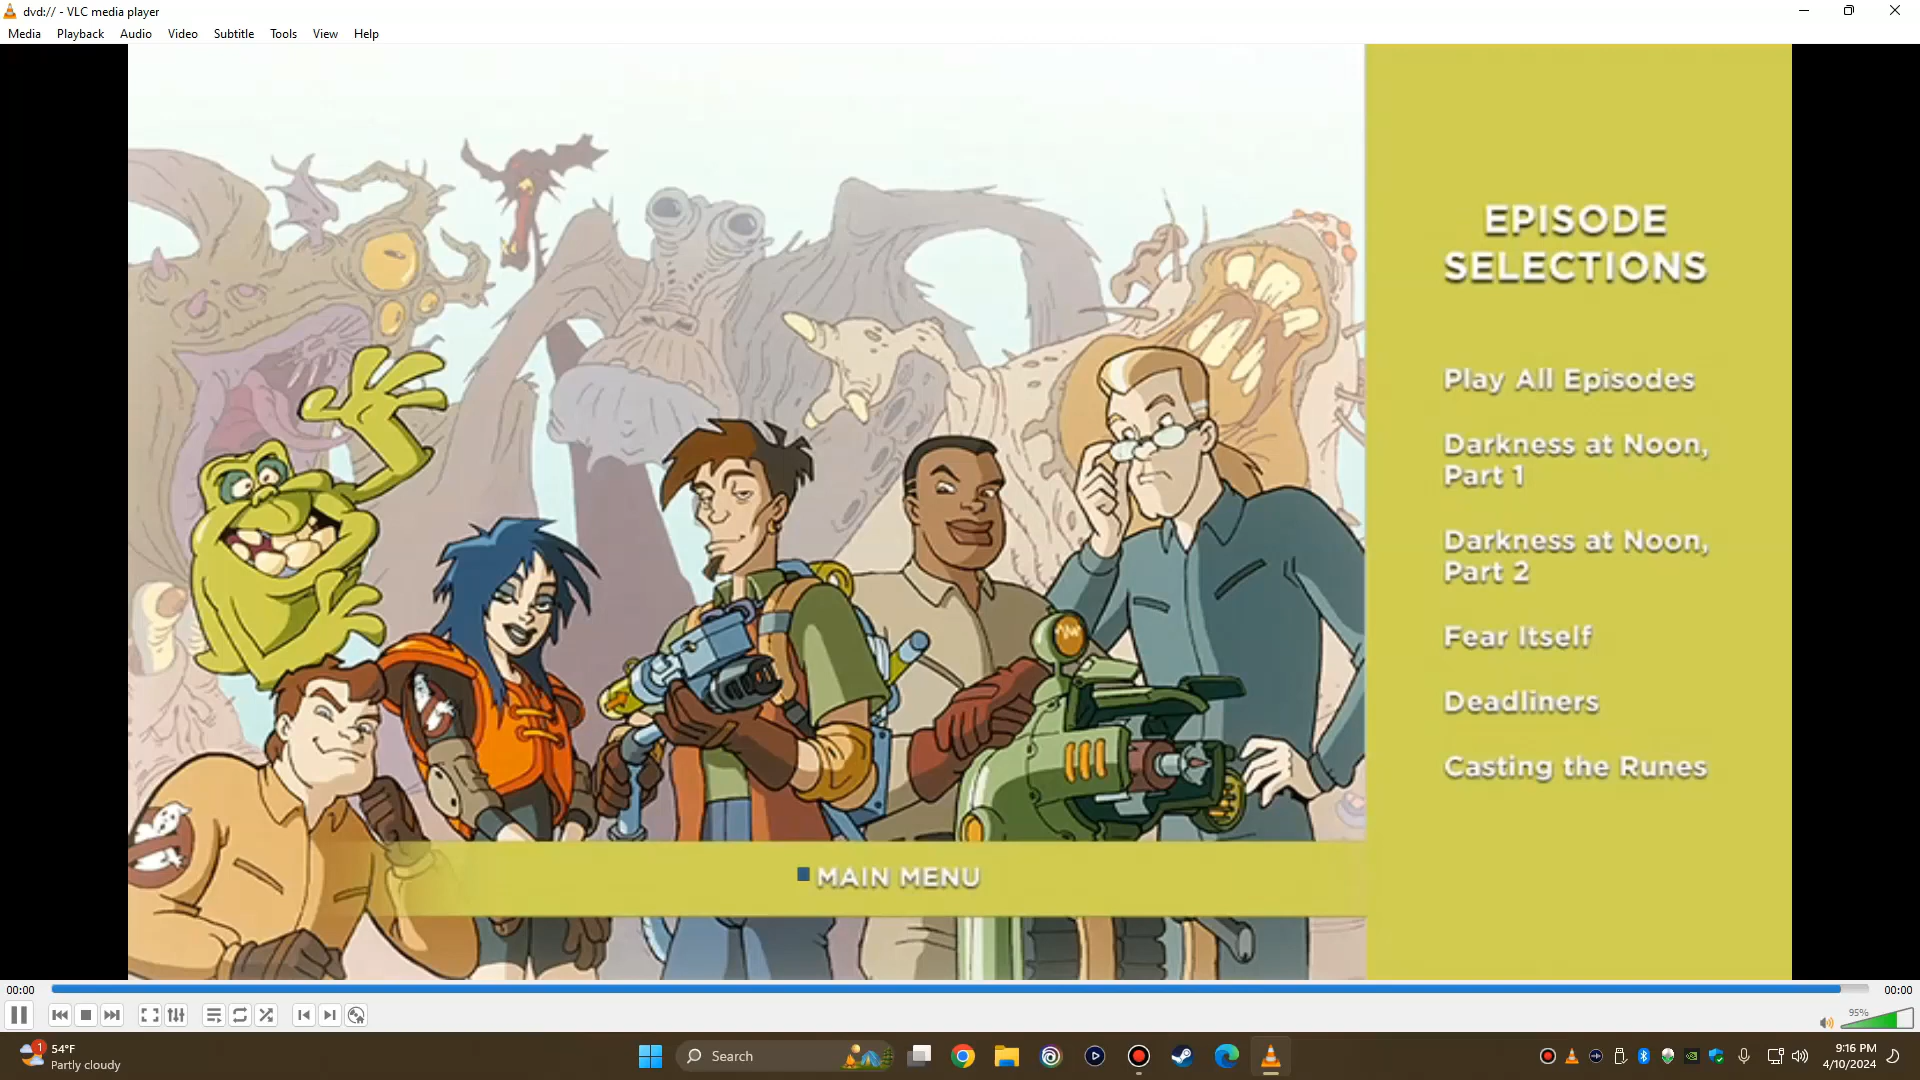 dvd:// - VLC media player
Media Playback Audio Video Subtitle Tools View Help
EPISODE
SELECTIONS
Play All Episodes
Darkness at Noon,
Part 1
Darkness at Noon,
Part 2
Fear Itself
Deadliners
Casting the Runes
MAIN MENU
00:00
00:00
95%
1
54°F
Partly cloudy
Search
9:16 PM
4/10/2024